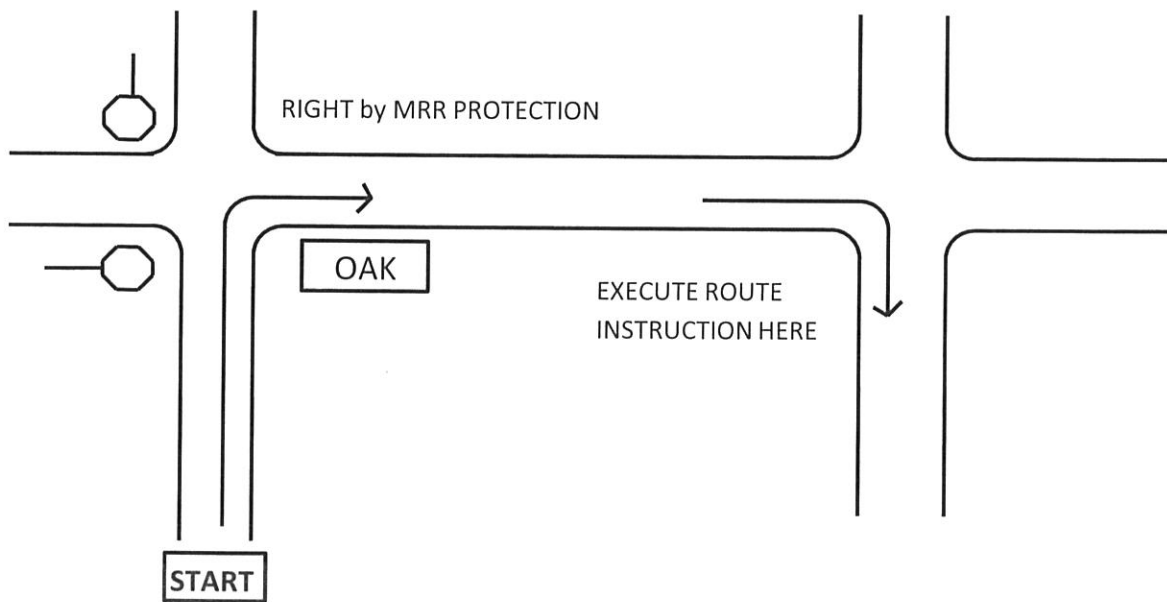 RIGHT by MRR PROTECTION
OAK
EXECUTE ROUTE
INSTRUCTION HERE
START